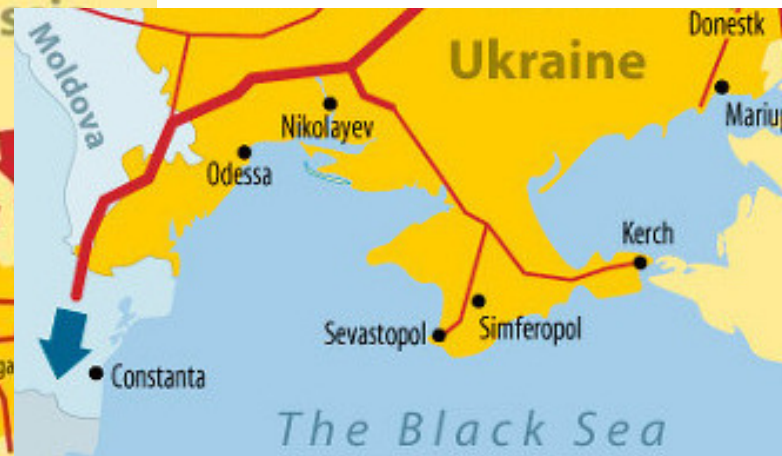 Moldova
Donestk
Ukraine
Nikolayev
Odessa
Kerch
Sevastopol
Simferopol
Constanta
The Black Sea